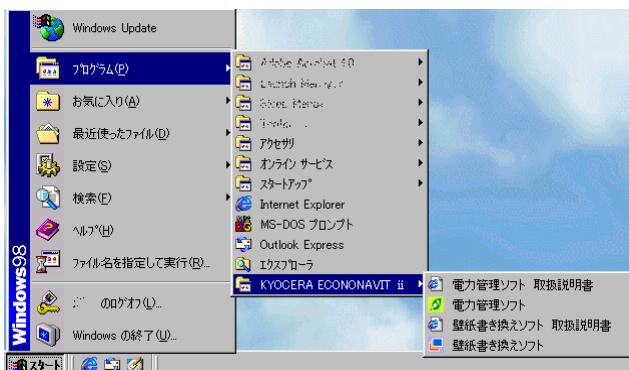 Windows Update
プログラム(P)
お気に入り(A)
最近使ったファイル(D)
設定(S)
検索(F)
ヘルプ(H)
ファイル名を指定して実行(R)...
のログオフ(L)...
Windows の終了(U)...
Windows98
スタート
アクセサリ
オンライン サービス
スタートアップ
Internet Explorer
MS-DOS プロンプト
Outlook Express
エクスプローラ
KYOCERA ECONONAVIT ii
電力管理ソフト 取扱説明書
電力管理ソフト
壁紙書き換えソフト 取扱説明書
壁紙書き換えソフト